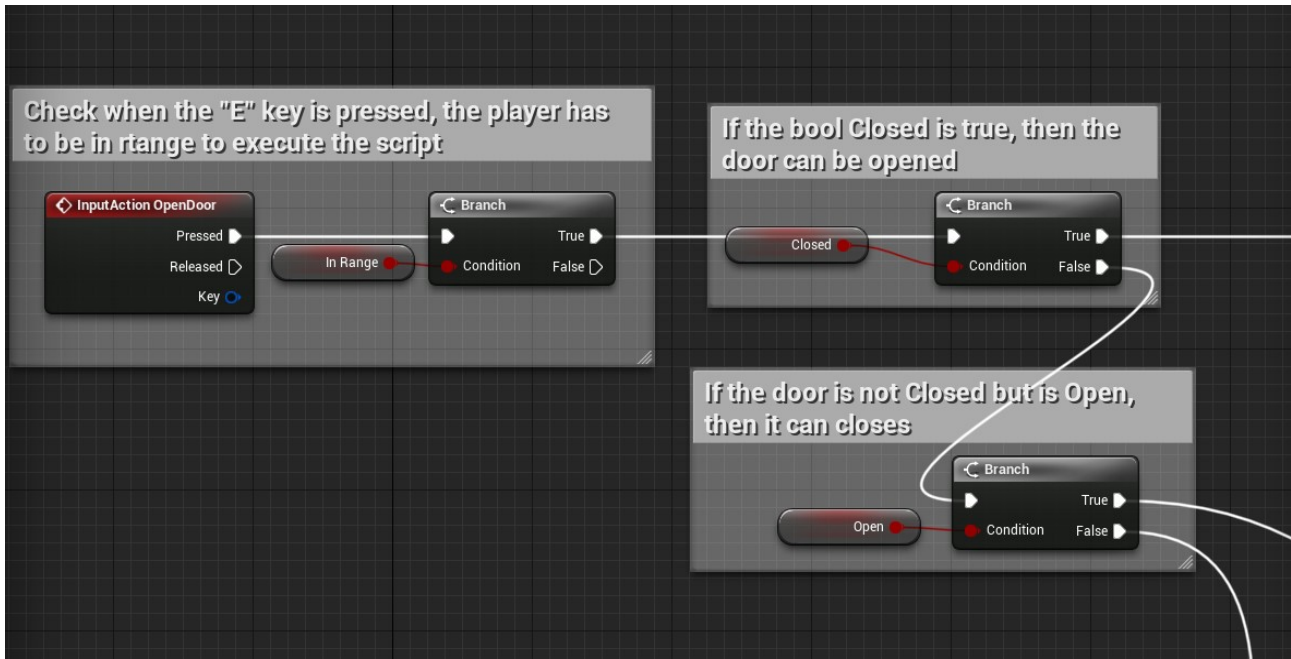 Check when the "E" key is pressed, the player has
to be in rtange to execute the script
InputAction OpenDoor
Pressed
Released
Key
In Range
Branch
True
Condition
False
If the bool Closed is true, then the
door can be opened
Closed
Branch
True
Condition
False
If the door is not Closed but is Open,
then it can closes
Open
Branch
True
Condition
False